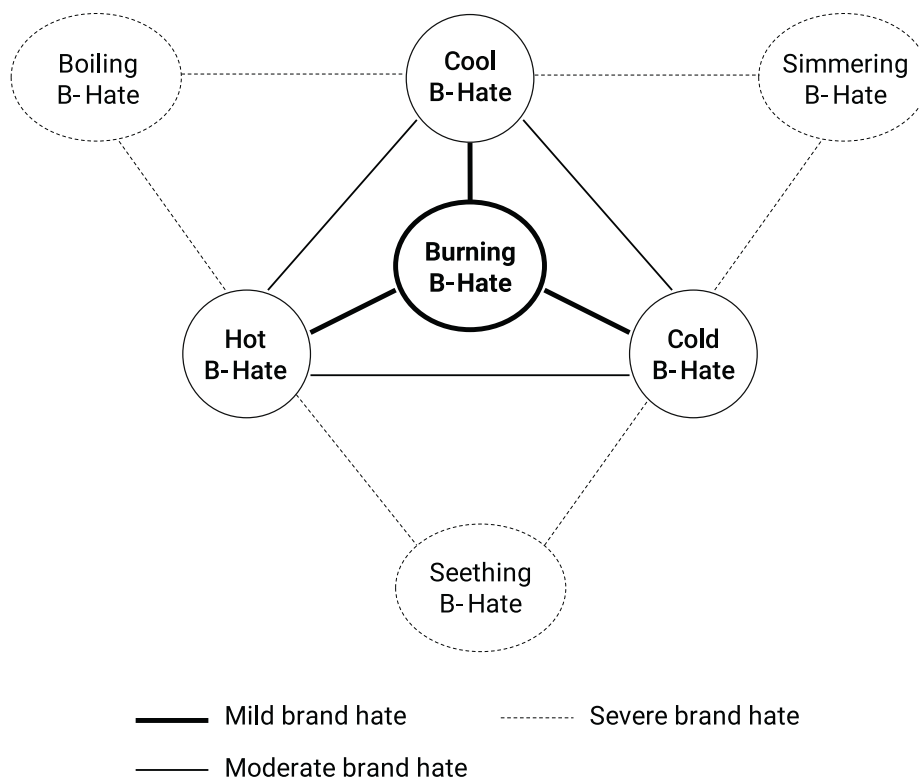 Boiling
B-Hate
Cool
B-Hate
Simmering
B-Hate
Burning
B-Hate
Hot
B-Hate
Cold
B-Hate
Seething
B-Hate
Mild brand hate
Severe brand hate
Moderate brand hate